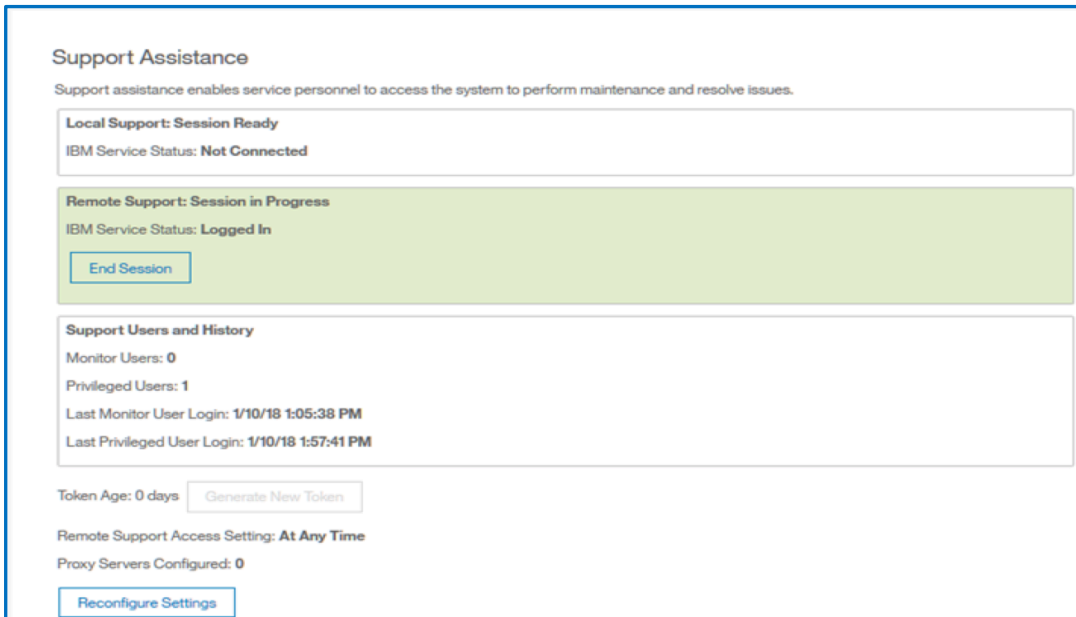 Support Assistance
Support assistance enables service personnel to access the system to perform maintenance and resolve issues.
Local Support: Session Ready
IBM Service Status: Not Connected
Remote Support: Session in Progress
IBM Service Status: Logged In
End Session
Support Users and History
Monitor Users: 0
Privileged Users: 1
Last Monitor User Login: 1/10/18 1:05:38 PM
Last Privileged User Login: 1/10/18 1:57:41 PM
Token Age: 0 days Generate New Token
Remote Support Access Setting: At Any Time
Proxy Servers Configured: 0
Reconfigure Settings